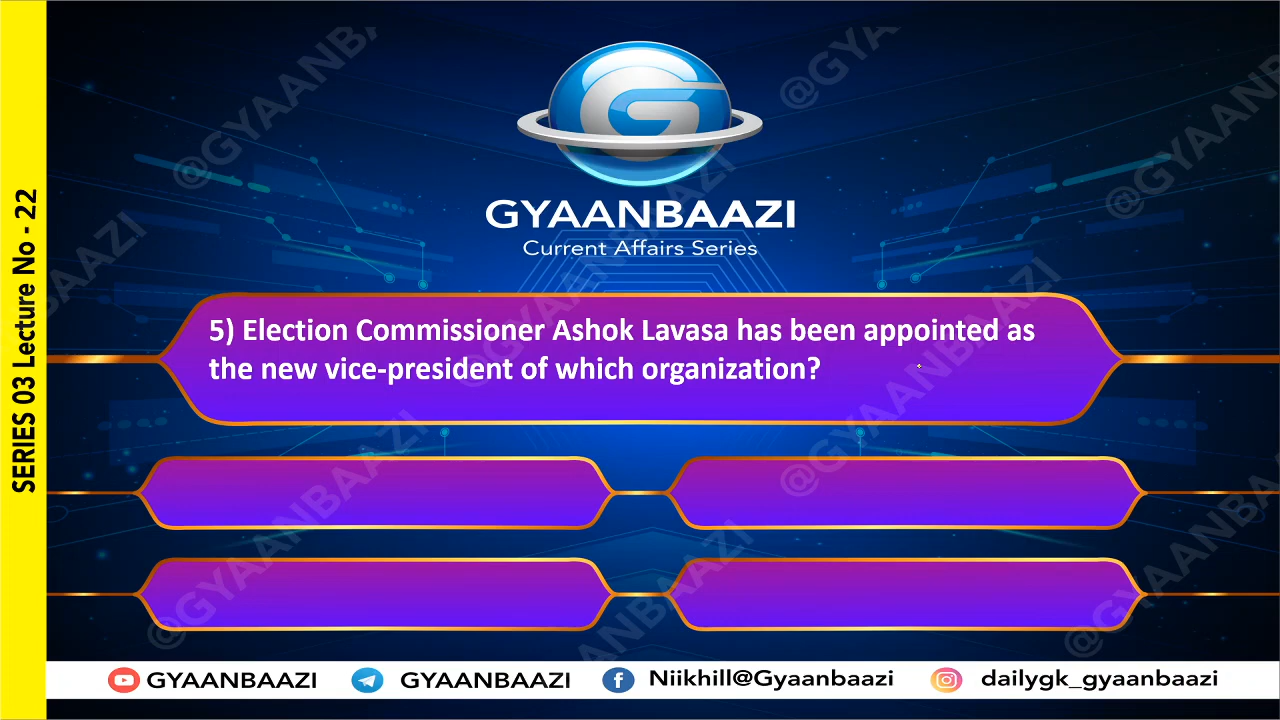 SERIES 03 Lecture No - 22
GYAANBAAZI
Current Affairs Series
5) Election Commissioner Ashok Lavasa has been appointed as
the new vice-president of which organization?
GYAANBAAZI
GYAANBAAZI
Niikhill@Gyaanbaazi
dailygk_gyaanbaazi
@GYAANBAAZI